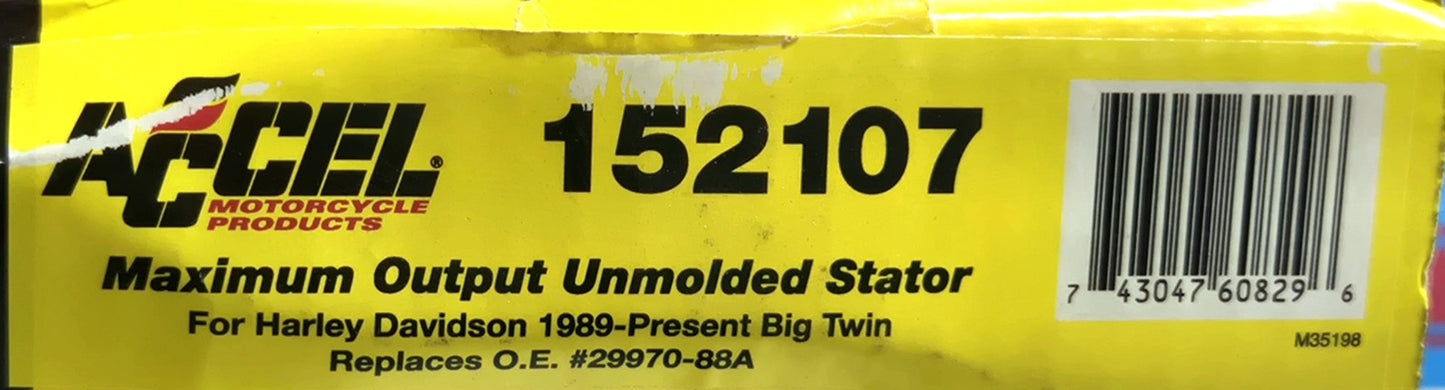 ACCEL®
MOTORCYCLE
PRODUCTS
152107
Maximum Output Unmolded Stator
For Harley Davidson 1989-Present Big Twin
Replaces O.E. #29970-88A
7 43047 60829 6
M35198